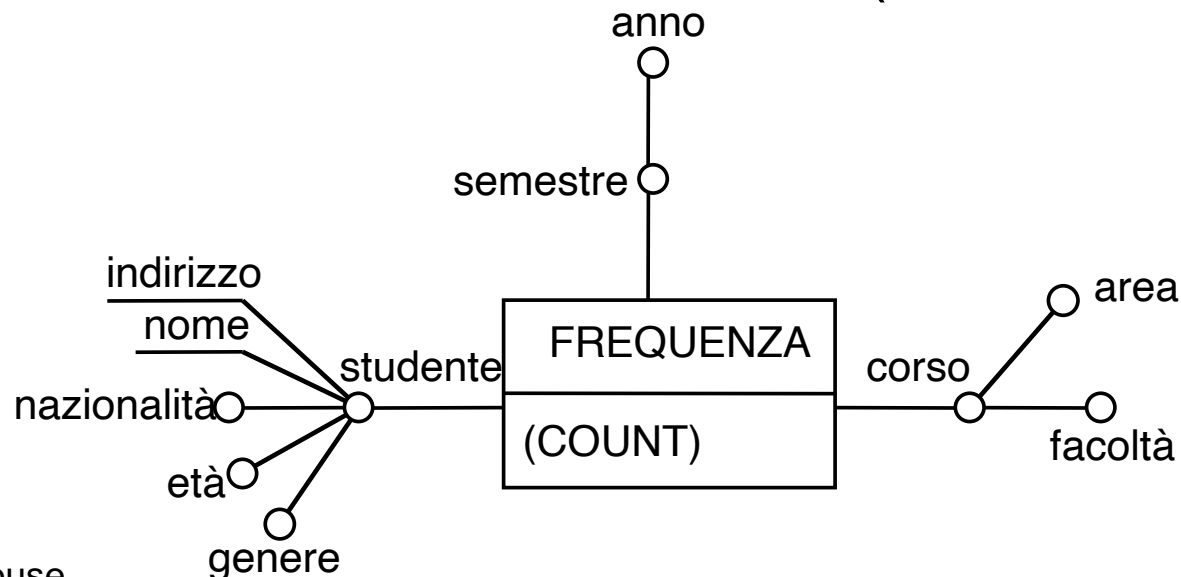 anno
semestre
indirizzo
nome
studente
nazionalità
età
genere
FREQUENZA
(COUNT)
corso
area
facoltà